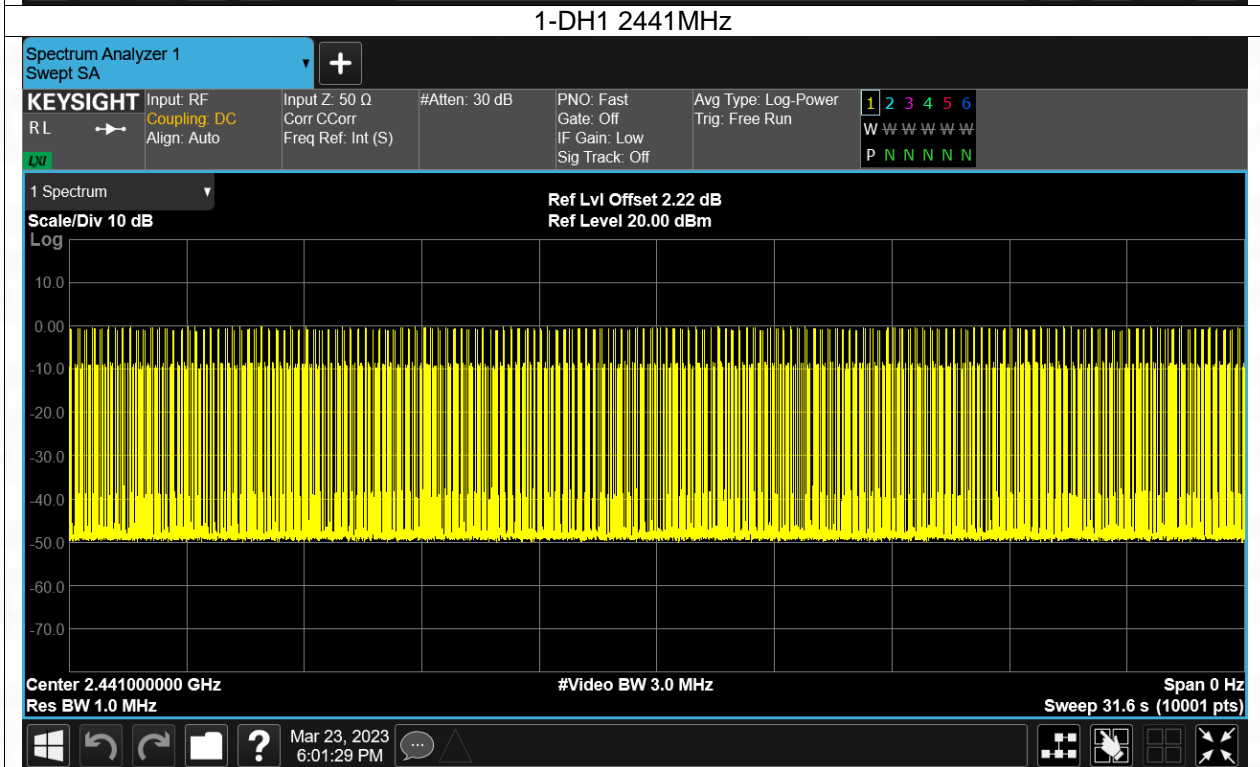 1-DH1 2441MHz
Spectrum Analyzer 1
Swept SA
KEYSIGHT
RL
LXI
Input: RF
Coupling: DC
Align: Auto
Input Z: 50 Ω
Corr CCorr
Freq Ref: Int (S)
#Atten: 30 dB
PNO: Fast
Gate: Off
IF Gain: Low
Sig Track: Off
Avg Type: Log-Power
Trig: Free Run
1 2 3 4 5 6
W W W W W W
P N N N N N
1 Spectrum
Scale/Div 10 dB
Ref Lvl Offset 2.22 dB
Ref Level 20.00 dBm
Log
10.0
0.00
-10.0
-20.0
-30.0
-40.0
-50.0
-60.0
-70.0
Center 2.441000000 GHz
#Video BW 3.0 MHz
Span 0 Hz
Res BW 1.0 MHz
Sweep 31.6 s (10001 pts)
?
Mar 23, 2023
6:01:29 PM